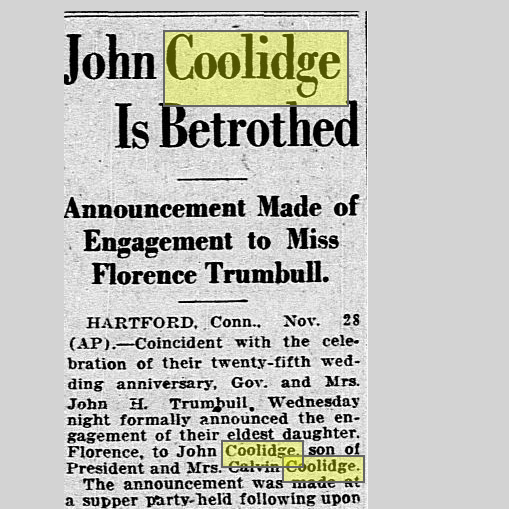 John Coolidge
Is Betrothed
Announcement Made of
Engagement to Miss
Florence Trumbull.
HARTFORD, Conn., Nov. 28
(AP).—Coincident with the cele-
bration of their twenty-fifth wed-
ding anniversary, Gov. and Mrs.
John H. Trumbull, Wednesday
night formally announced the en-
gagement of their eldest daughter,
Florence, to John Coolidge, son of
President and Mrs. Calvin Coolidge.
The announcement was made at
a supper party held following upon